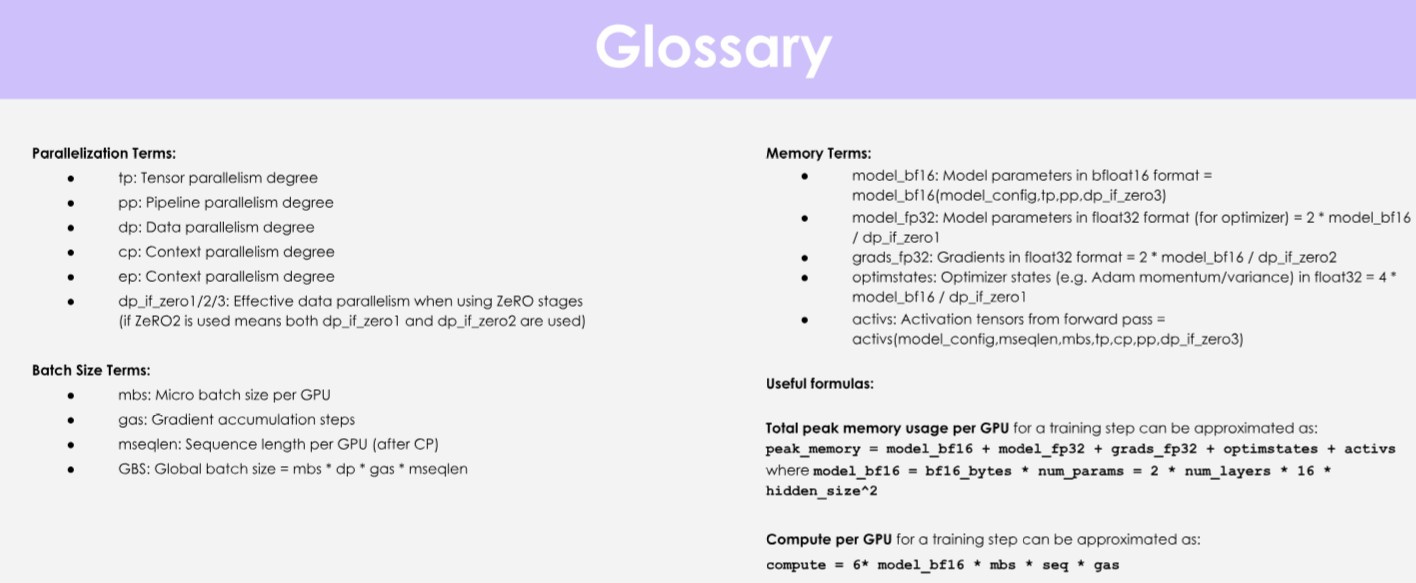 Glossary
Parallelization Terms:
● tp: Tensor parallelism degree
● pp: Pipeline parallelism degree
● dp: Data parallelism degree
● cp: Context parallelism degree
● ep: Context parallelism degree
● dp_if_zero1/2/3: Effective data parallelism when using ZeRO stages
(if ZeRO2 is used means both dp_if_zero1 and dp_if_zero2 are used)
Batch Size Terms:
● mbs: Micro batch size per GPU
● gas: Gradient accumulation steps
● mseqlen: Sequence length per GPU (after CP)
● GBS: Global batch size = mbs * dp * gas * mseqlen
Memory Terms:
● model_bf16: Model parameters in bfloat16 format =
model_bf16(model_config,tp,pp,dp_if_zero3)
● model_fp32: Model parameters in float32 format (for optimizer) = 2 * model_bf16
/ dp_if_zero1
● grads_fp32: Gradients in float32 format = 2 * model_bf16 / dp_if_zero2
● optimstates: Optimizer states (e.g. Adam momentum/variance) in float32 = 4 *
model_bf16 / dp_if_zero1
● activs: Activation tensors from forward pass =
activs(model_config,mseqlen,mbs,tp,cp,pp,dp_if_zero3)
Useful formulas:
Total peak memory usage per GPU for a training step can be approximated as:
peak_memory = model_bf16 + model_fp32 + grads_fp32 + optimstates + activs
where model_bf16 = bf16_bytes * num_params = 2 * num_layers * 16 *
hidden_size^2
Compute per GPU for a training step can be approximated as:
compute = 6* model_bf16 * mbs * seq * gas